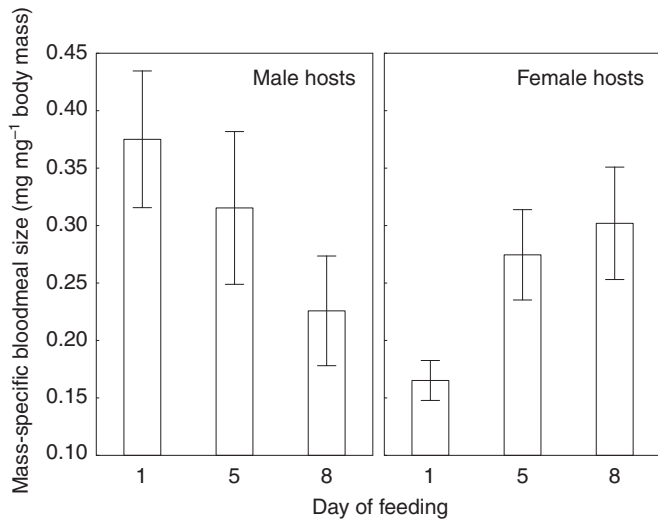 Mass-specific bloodmeal size (mg mg⁻¹ body mass)
0.45
0.40
0.35
0.30
0.25
0.20
0.15
0.10
Male hosts
Female hosts
1 5 8 1 5 8
Day of feeding